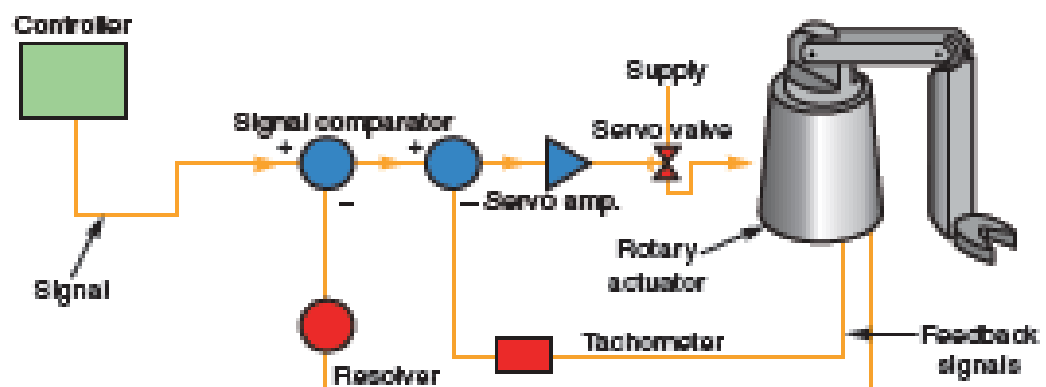 Controller
Supply
Signal comparator
Servo valve
+
+
–
–
Servo amp.
Rotary
actuator
Signal
Tachometer
Feedback
signals
Resolver